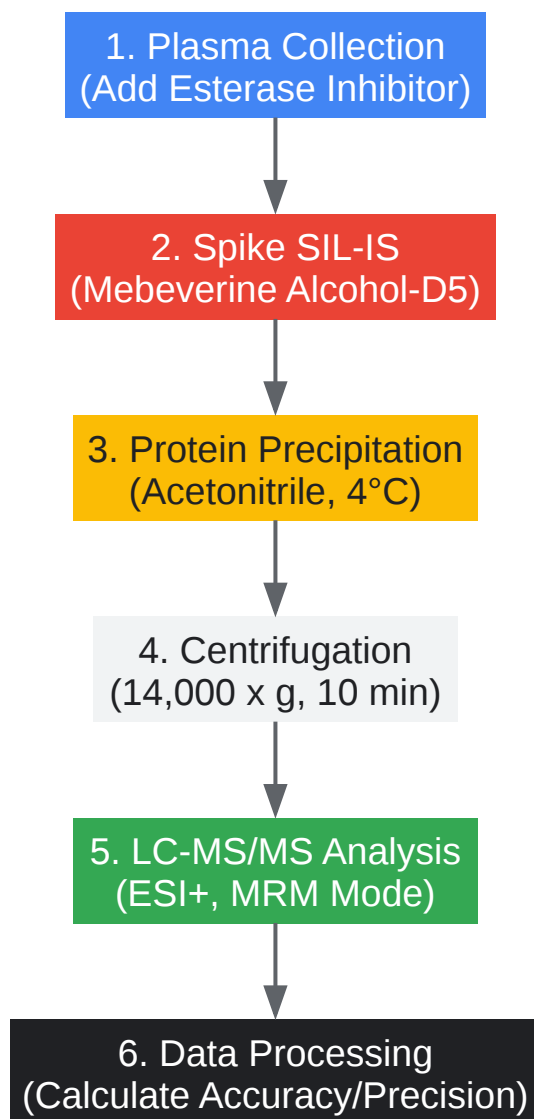 1. Plasma Collection
(Add Esterase Inhibitor)
2. Spike SIL-IS
(Mebeverine Alcohol-D5)
3. Protein Precipitation
(Acetonitrile, 4°C)
4. Centrifugation
(14,000 x g, 10 min)
5. LC-MS/MS Analysis
(ESI+, MRM Mode)
6. Data Processing
(Calculate Accuracy/Precision)